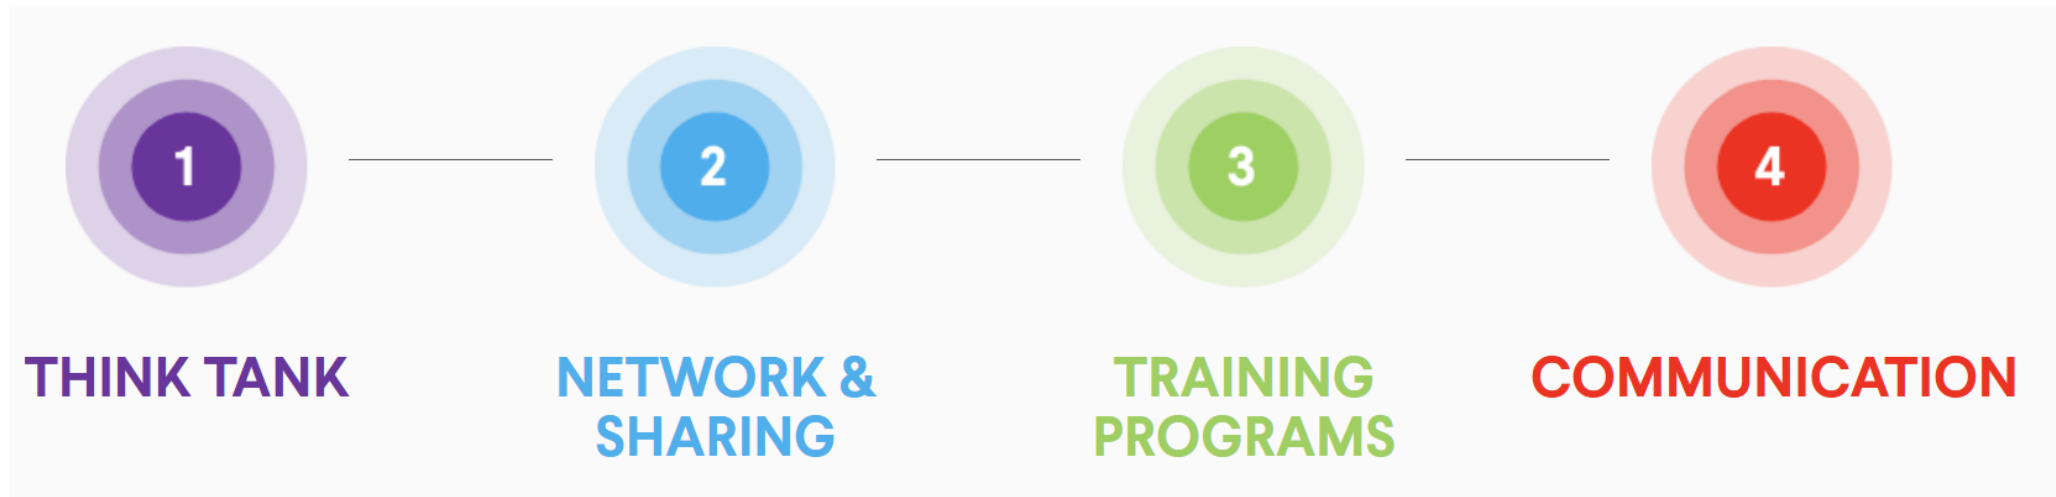 1
2
3
4
THINK TANK
NETWORK &
SHARING
TRAINING
PROGRAMS
COMMUNICATION